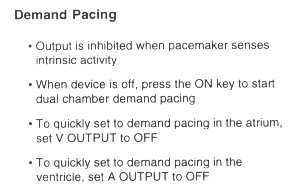 Demand Pacing
• Output is inhibited when pacemaker senses
intrinsic activity
• When device is off, press the ON key to start
dual chamber demand pacing
• To quickly set to demand pacing in the atrium,
set V OUTPUT to OFF
• To quickly set to demand pacing in the
ventricle, set A OUTPUT to OFF